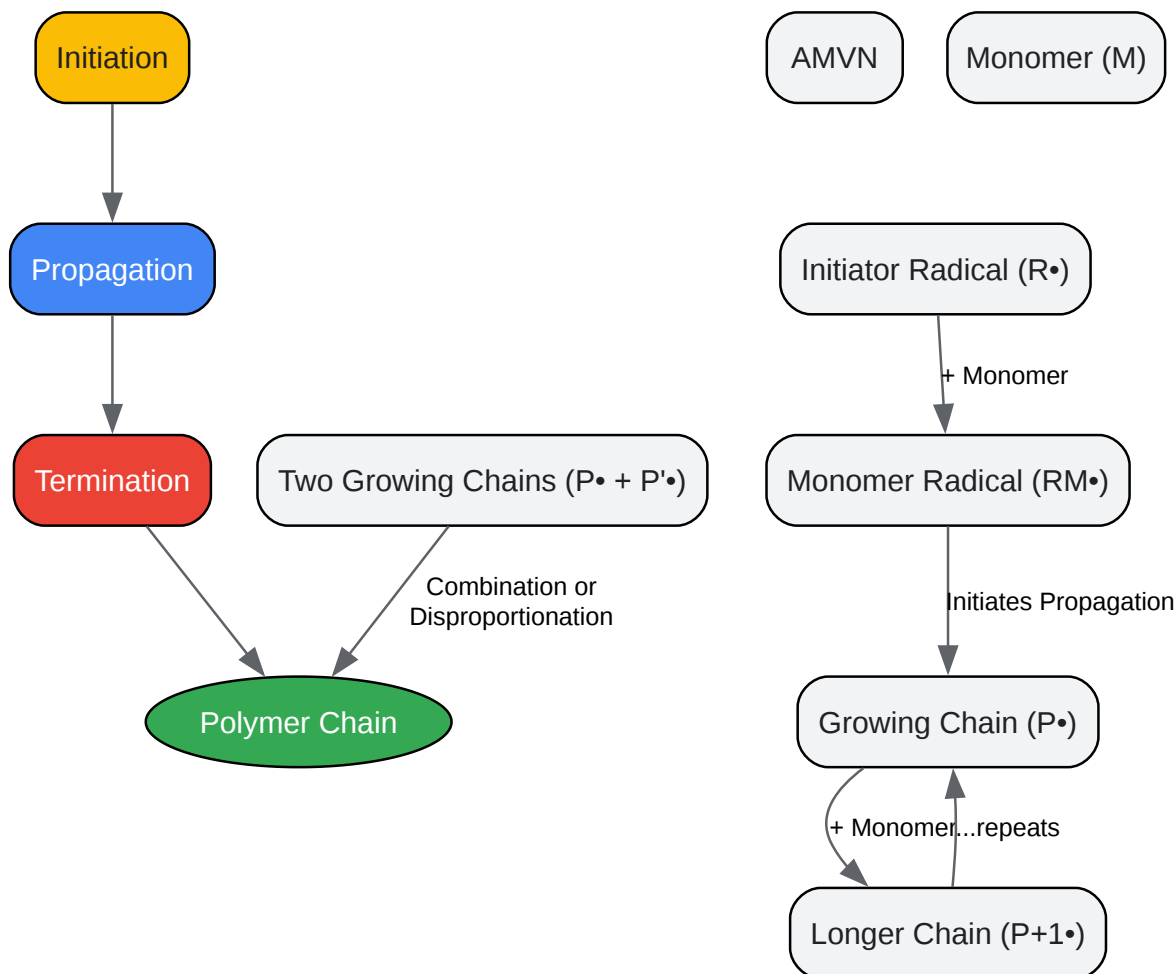 Initiation
AMVN
Monomer (M)
Propagation
Initiator Radical (R•)
+ Monomer
Termination
Two Growing Chains (P• + P'•)
Monomer Radical (RM•)
Combination or
Disproportionation
Initiates Propagation
Polymer Chain
Growing Chain (P•)
+ Monomer
...repeats
Longer Chain (P+1•)